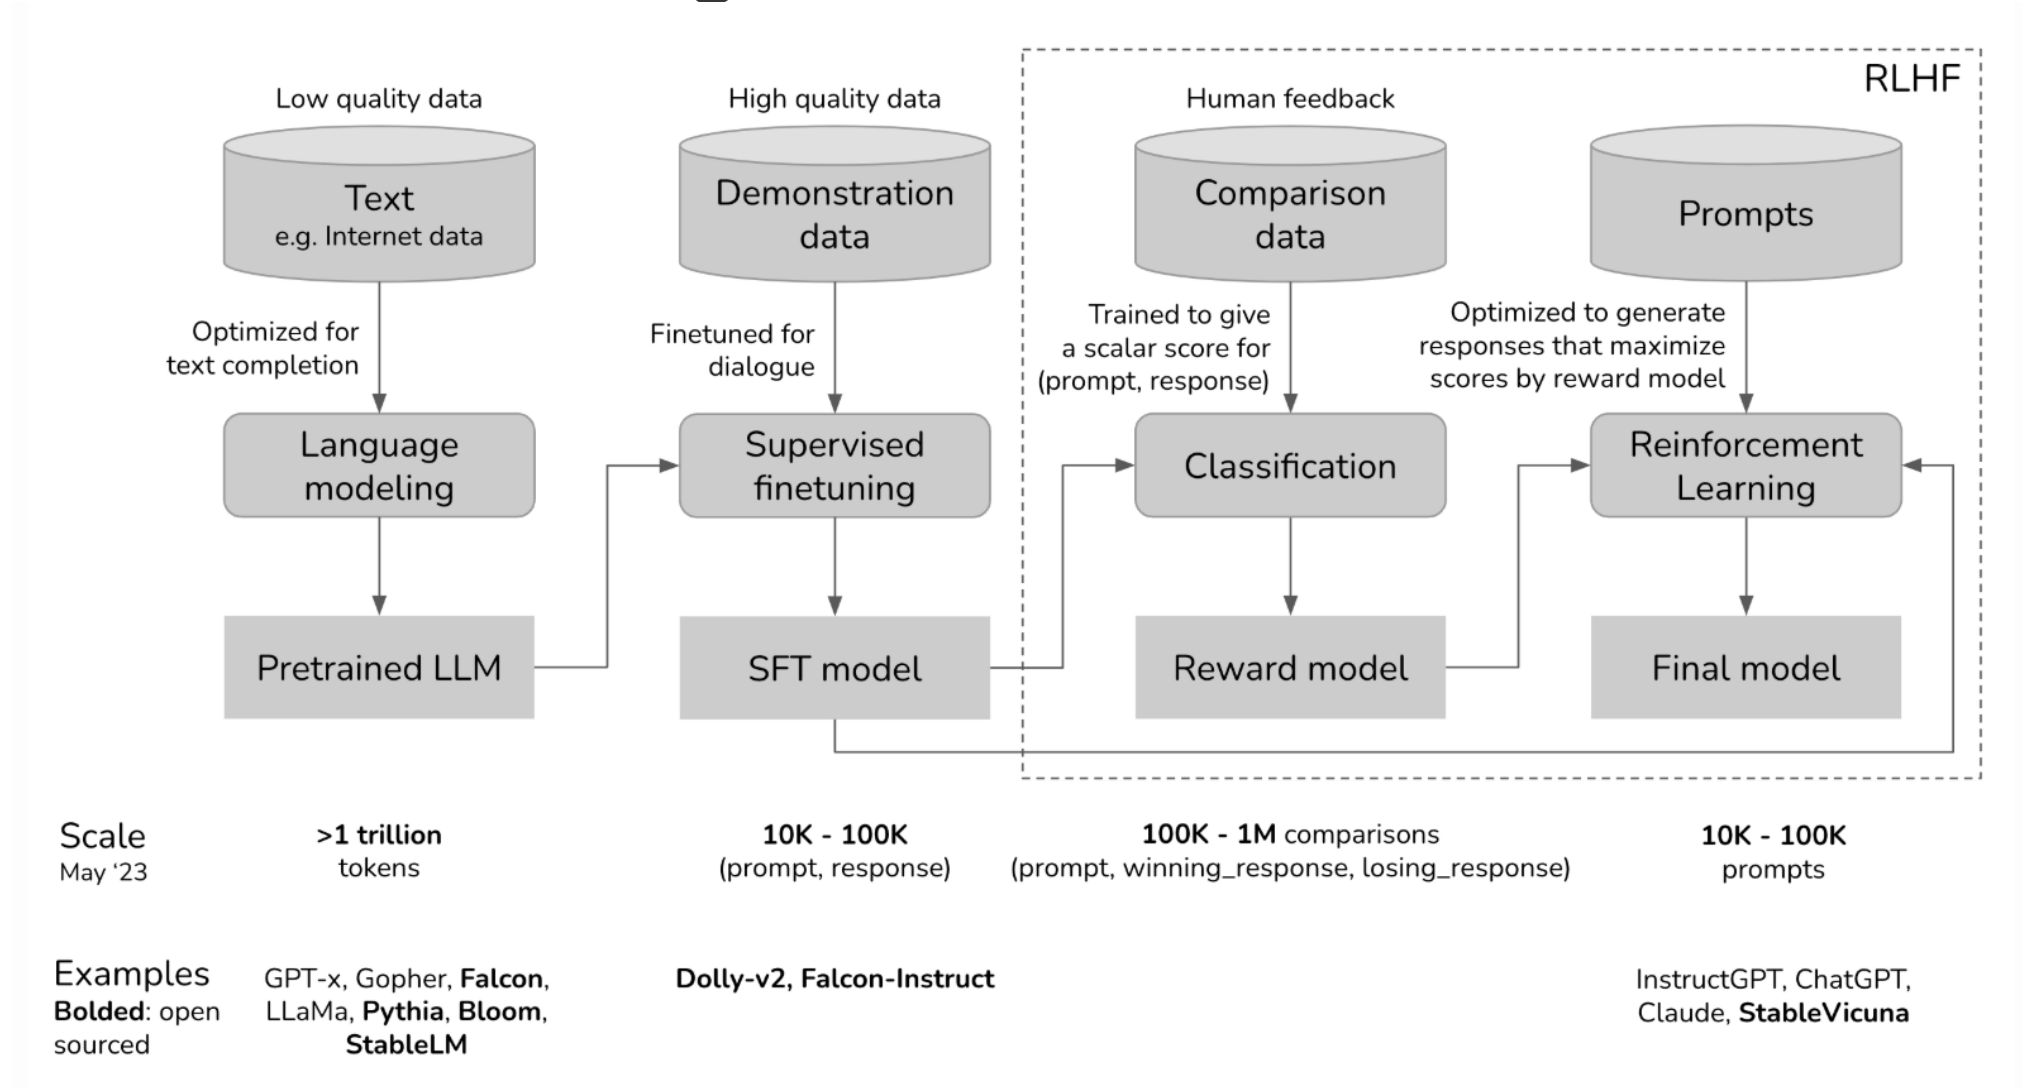 RLHF
Low quality data
High quality data
Human feedback
Text
e.g. Internet data
Demonstration
data
Comparison
data
Prompts
Optimized for
text completion
Finetuned for
dialogue
Trained to give
a scalar score for
(prompt, response)
Optimized to generate
responses that maximize
scores by reward model
Language
modeling
Supervised
finetuning
Classification
Reinforcement
Learning
Pretrained LLM
SFT model
Reward model
Final model
Scale
May ‘23
>1 trillion
tokens
10K - 100K
(prompt, response)
100K - 1M comparisons
(prompt, winning_response, losing_response)
10K - 100K
prompts
Examples
Bolded: open
sourced
GPT-x, Gopher, Falcon,
LLaMa, Pythia, Bloom,
StableLM
Dolly-v2, Falcon-Instruct
InstructGPT, ChatGPT,
Claude, StableVicuna